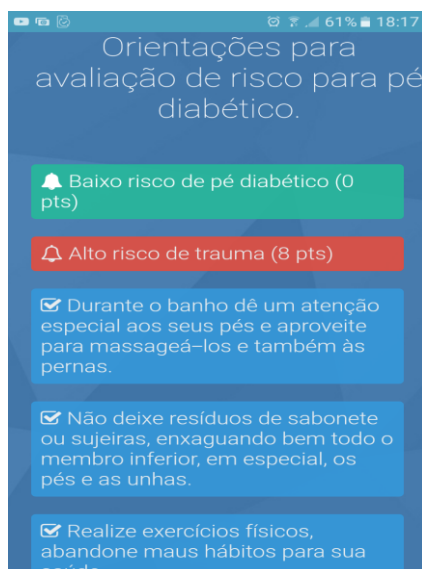 61% 18:17
Orientações para
avaliação de risco para pé
diabético.
Baixo risco de pé diabético (0
pts)
Alto risco de trauma (8 pts)
Durante o banho dê um atenção
especial aos seus pés e aproveite
para massageá-los e também às
pernas.
Não deixe resíduos de sabonete
ou sujeiras, enxaguando bem todo o
membro inferior, em especial, os
pés e as unhas.
Realize exercícios físicos,
abandone maus hábitos para sua